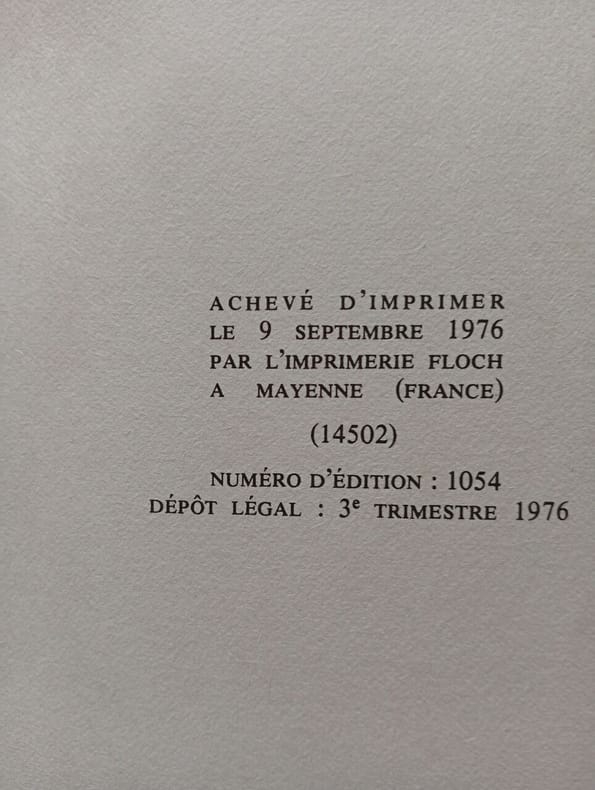 ACHEVÉ D'IMPRIMER
LE 9 SEPTEMBRE 1976
PAR L'IMPRIMERIE FLOCH
A MAYENNE (FRANCE)
(14502)
NUMÉRO D'ÉDITION : 1054
DÉPÔT LÉGAL : 3e TRIMESTRE 1976